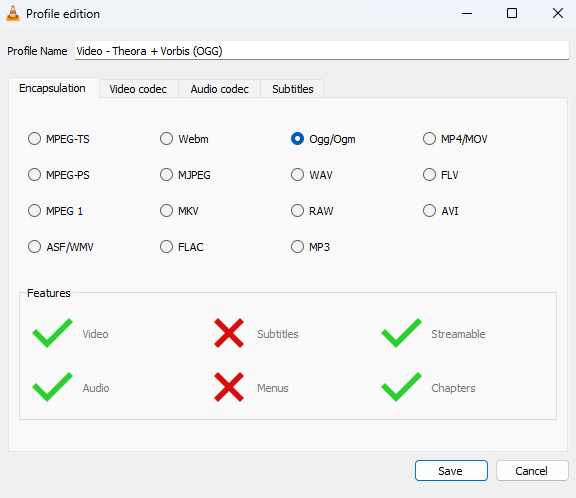 Profile edition
Profile Name Video - Theora + Vorbis (OGG)
Encapsulation Video codec Audio codec Subtitles
MPEG-TS Webm Ogg/Ogm MP4/MOV
MPEG-PS MJPEG WAV FLV
MPEG 1 MKV RAW AVI
ASF/WMV FLAC MP3
Features
Video Subtitles Streamable
Audio Menus Chapters
Save Cancel